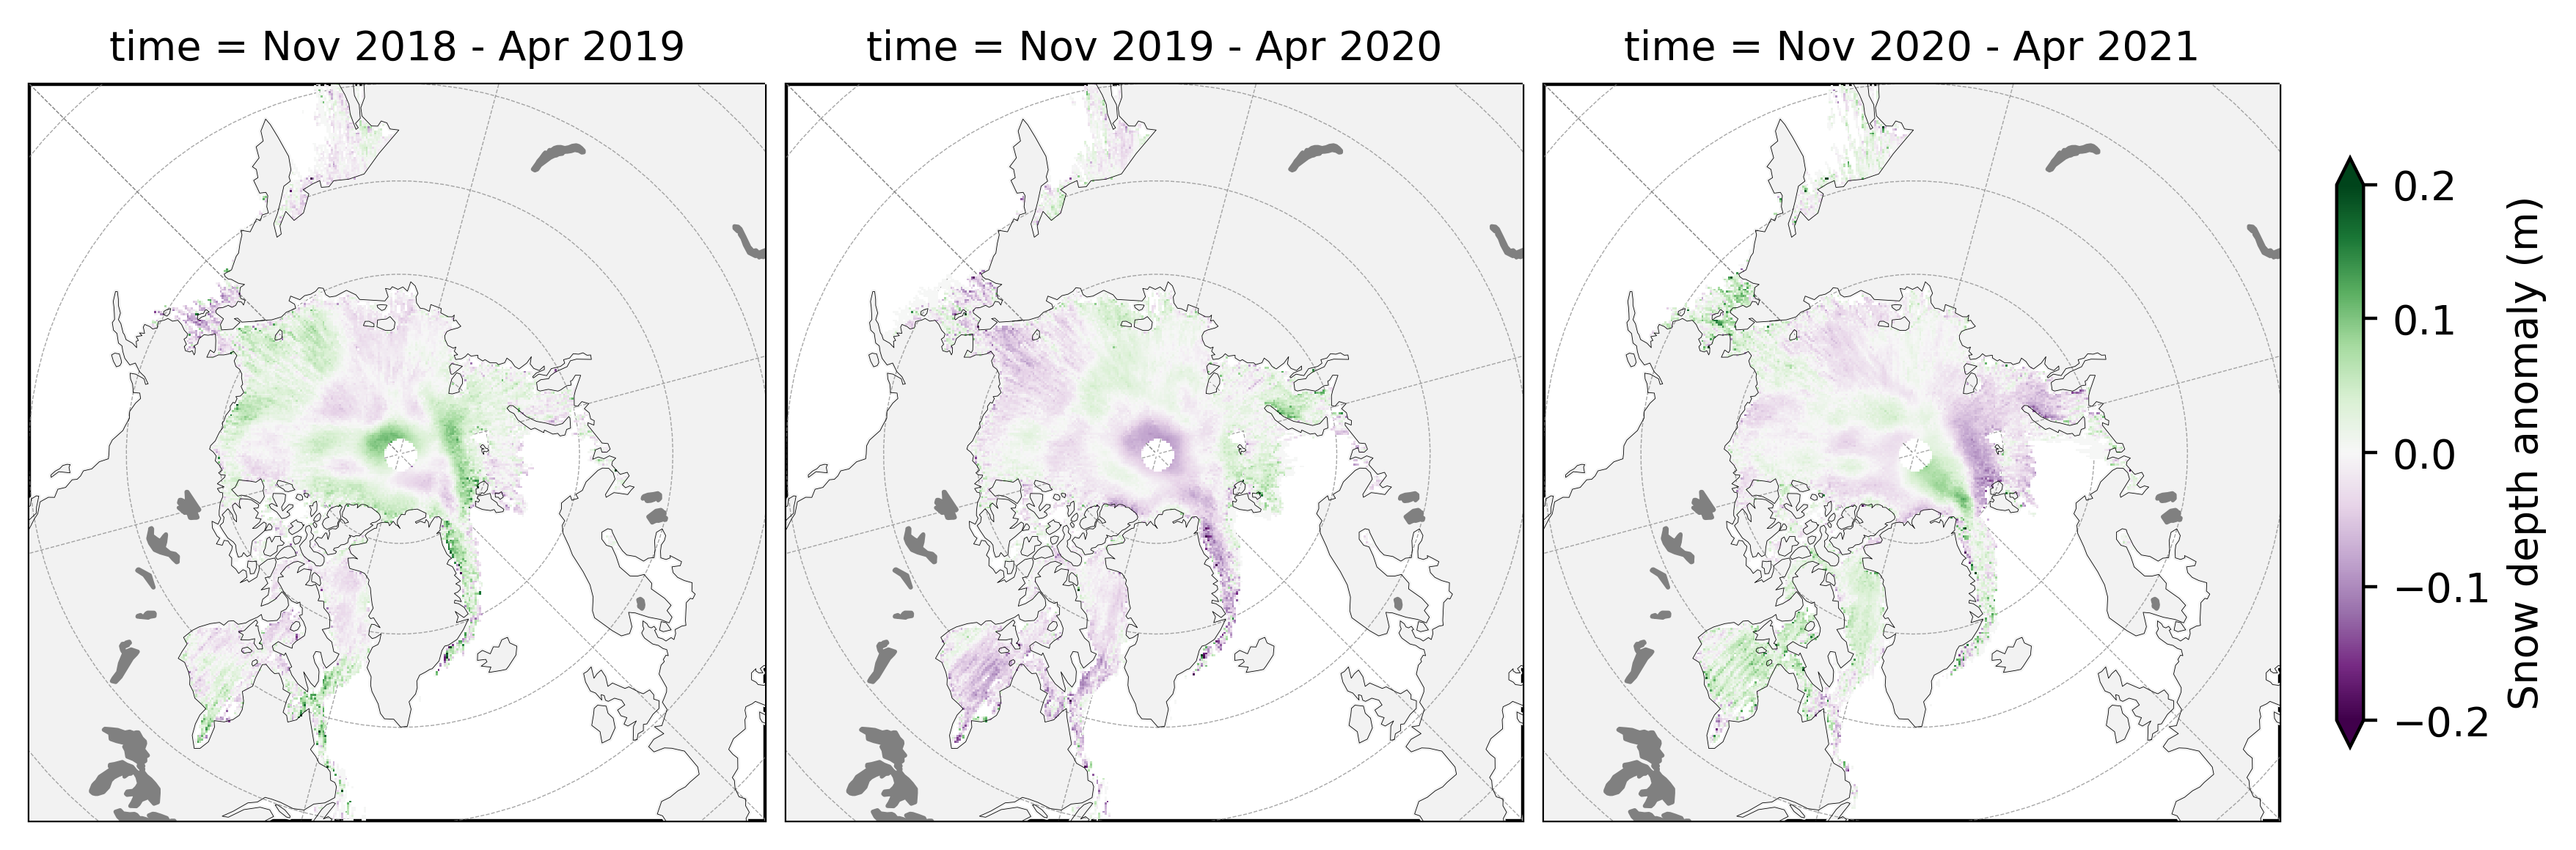 time = Nov 2018 - Apr 2019
time = Nov 2019 - Apr 2020
time = Nov 2020 - Apr 2021
0.2
0.1
0.0
−0.1
−0.2
Snow depth anomaly (m)